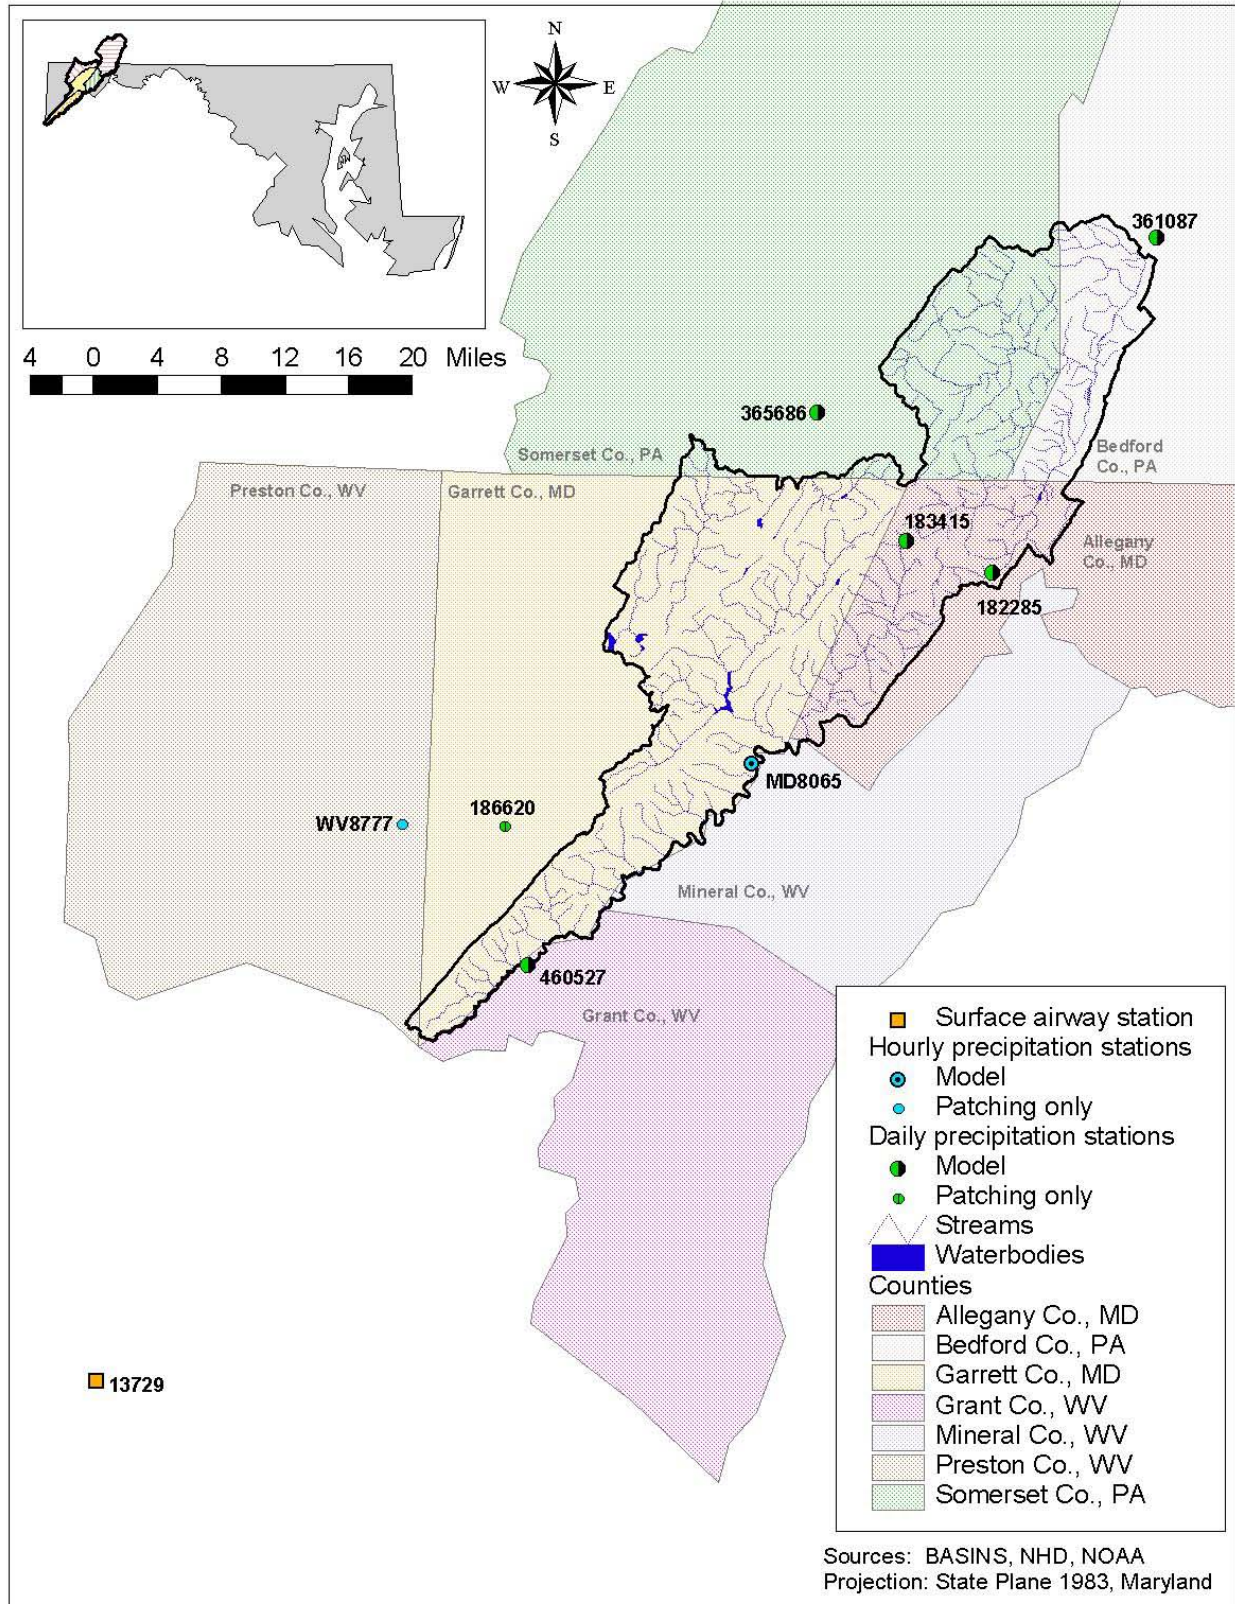 N
W E
S
4 0 4 8 12 16 20 Miles
361087
365686
Somerset Co., PA
Bedford
Co., PA
Preston Co., WV
Garrett Co., MD
183415
Allegany
Co., MD
182285
MD8065
WV8777
186620
Mineral Co., WV
460527
Grant Co., WV
13729
Surface airway station
Hourly precipitation stations
Model
Patching only
Daily precipitation stations
Model
Patching only
Streams
Waterbodies
Counties
Allegany Co., MD
Bedford Co., PA
Garrett Co., MD
Grant Co., WV
Mineral Co., WV
Preston Co., WV
Somerset Co., PA
Sources: BASINS, NHD, NOAA
Projection: State Plane 1983, Maryland